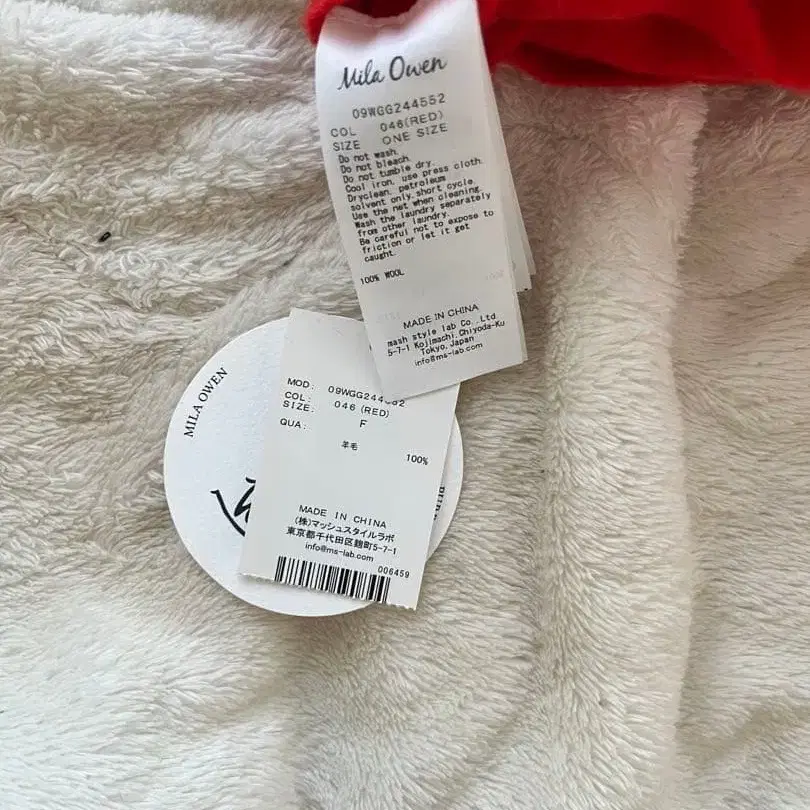 Mila Owen
09WGG244552
COL 046(RED)
SIZE ONE SIZE
Do not wash.
Do not bleach.
Do not tumble dry.
Cool iron, use press cloth.
Dryclean, petroleum
solvent only,short cycle.
Use the net when cleaning.
Wash the laundry separately
from other laundry.
Be careful not to expose to
friction or let it get
caught.
100% WOOL
MADE IN CHINA
mash style lab Co.,Ltd
5-7-1 Kojimachi,Chiyoda-Ku
Tokyo,Japan
info@ms-lab.com
MILA OWEN
MOD: 09WGG244552
COL: 046 (RED)
SIZE: F
QUA:
羊毛
100%
MADE IN CHINA
(株)マッシュスタイルラボ
東京都千代田区麹町5-7-1
info@ms-lab.com
006459